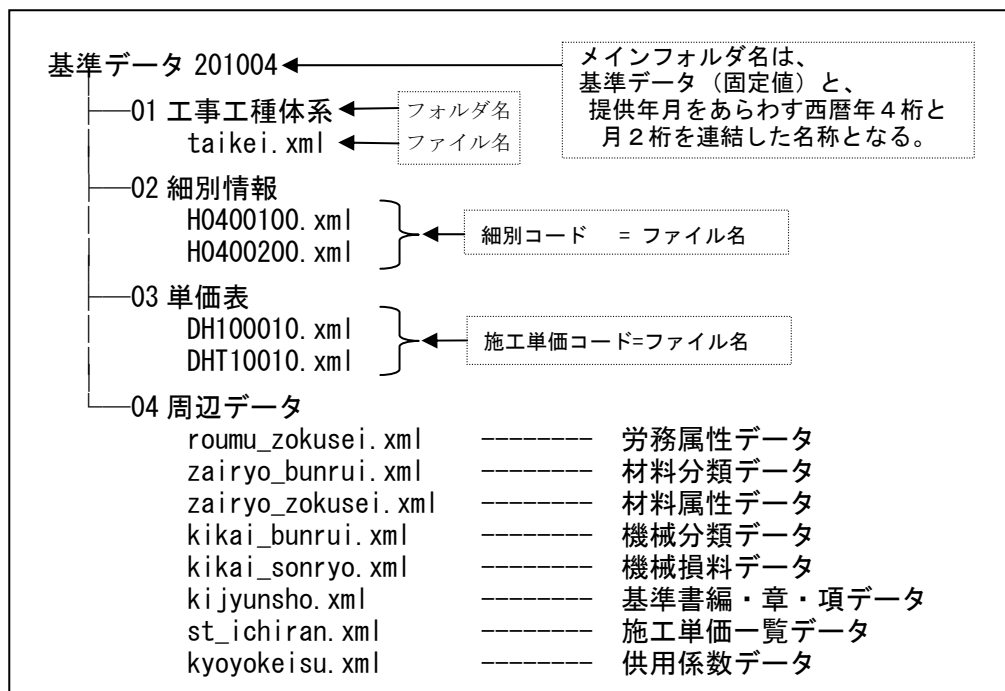 基準データ 201004
メインフォルダ名は、
基準データ（固定値）と、
提供年月をあらわす西暦年４桁と
月２桁を連結した名称となる。
01 工事工種体系
フォルダ名
taikei.xml
ファイル名
02 細別情報
H0400100.xml
H0400200.xml
細別コード　= ファイル名
03 単価表
DH100010.xml
DHT10010.xml
施工単価コード=ファイル名
04 周辺データ
roumu_zokusei.xml -------- 労務属性データ
zairyo_bunrui.xml -------- 材料分類データ
zairyo_zokusei.xml -------- 材料属性データ
kikai_bunrui.xml -------- 機械分類データ
kikai_sonryo.xml -------- 機械損料データ
kijyunsho.xml -------- 基準書編・章・項データ
st_ichiran.xml -------- 施工単価一覧データ
kyoyokeisu.xml -------- 供用係数データ